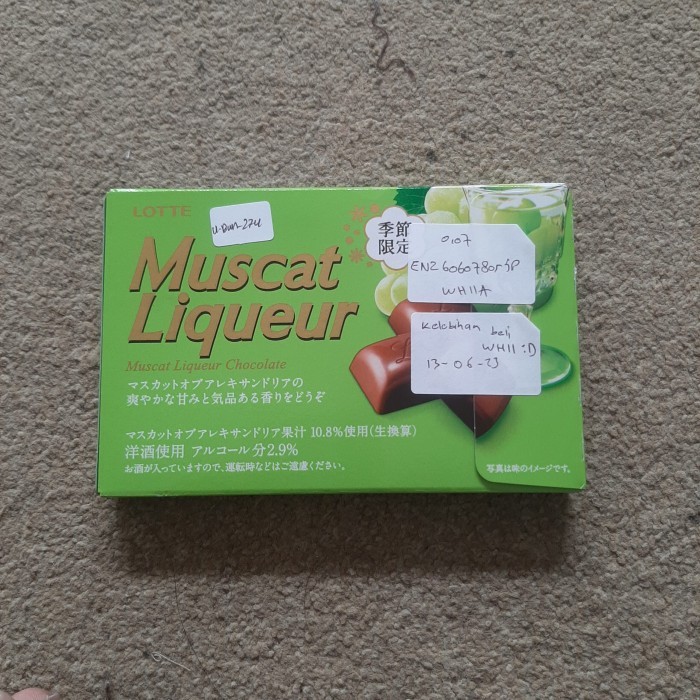 LOTTE
U-Dun-274
季節
限定
Muscat
Liqueur
Muscat Liqueur Chocolate
マスカットオブアレキサンドリアの
爽やかな甘みと気品ある香りをどうぞ
マスカットオブアレキサンドリア果汁 10.8%使用(生換算)
洋酒使用 アルコール分2.9%
お酒が入っていますので、運転時などはご遠慮ください。
0107
WH11A
Kelebihan beli
WH11 :D
13-06-23
写真は味のイメージです。